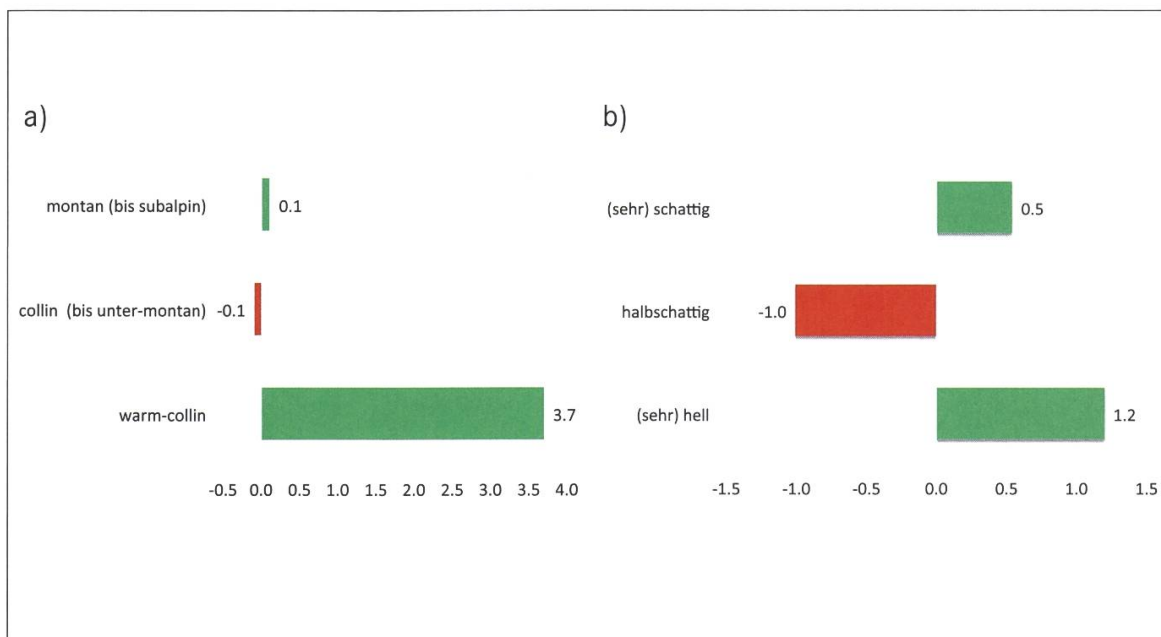 a)
montan (bis subalpin) 0.1
collin (bis unter-montan) -0.1
warm-collin 3.7
-0.5 0.0 0.5 1.0 1.5 2.0 2.5 3.0 3.5 4.0
b)
(sehr) schattig 0.5
halbschattig -1.0
(sehr) hell 1.2
-1.5 -1.0 -0.5 0.0 0.5 1.0 1.5